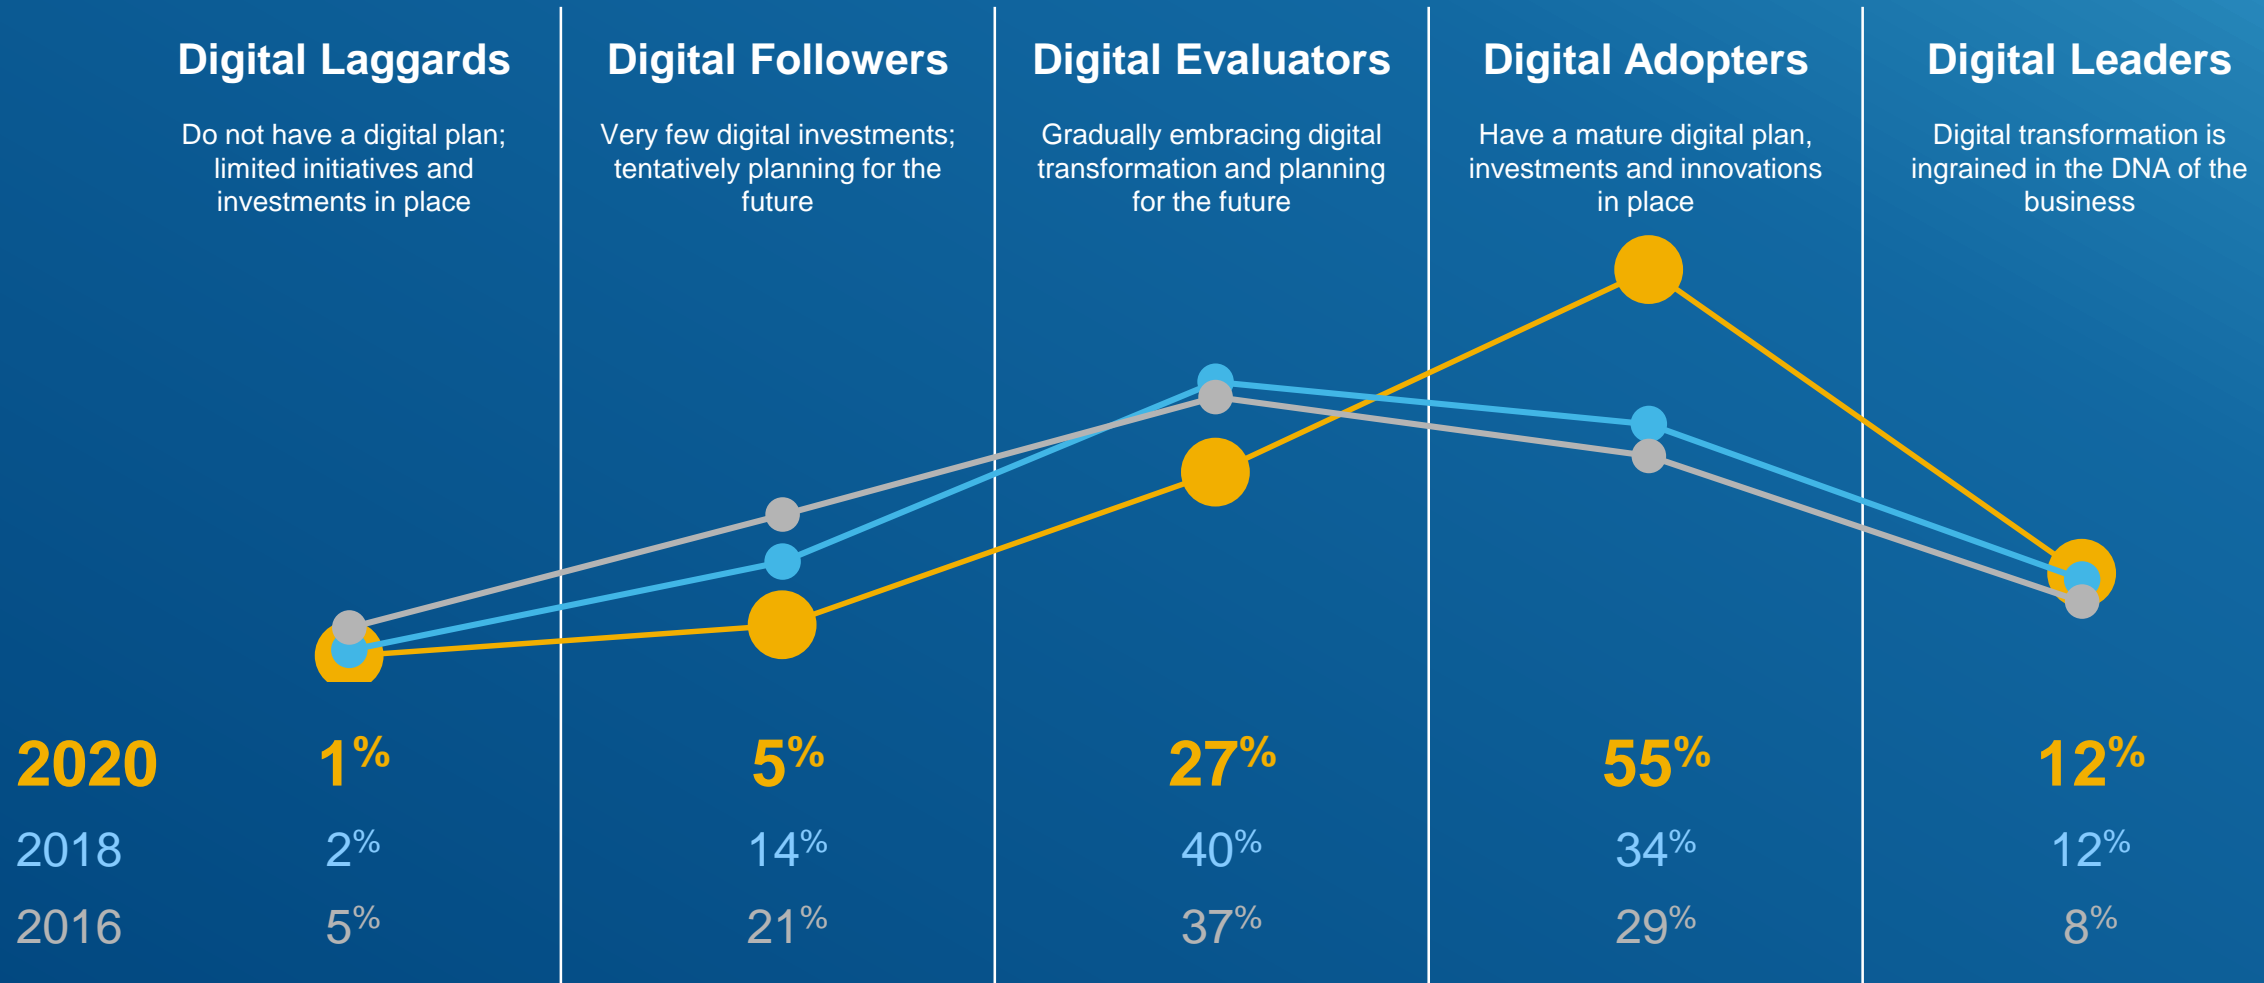 Digital Laggards
Do not have a digital plan;
limited initiatives and
investments in place
Digital Followers
Very few digital investments;
tentatively planning for the
future
Digital Evaluators
Gradually embracing digital
transformation and planning
for the future
Digital Adopters
Have a mature digital plan,
investments and innovations
in place
Digital Leaders
Digital transformation is
ingrained in the DNA of the
business
2020 1% 5% 27% 55% 12%
2018 2% 14% 40% 34% 12%
2016 5% 21% 37% 29% 8%